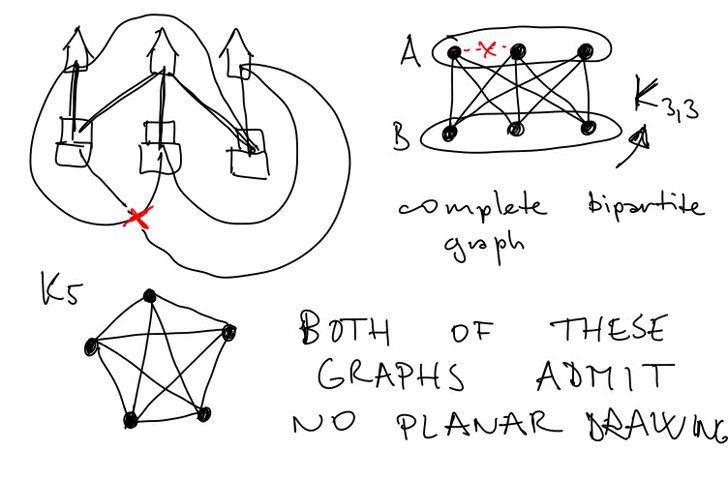 A
B
K3,3
complete bipartite
graph
K5
BOTH OF THESE
GRAPHS ADMIT
NO PLANAR DRAWING